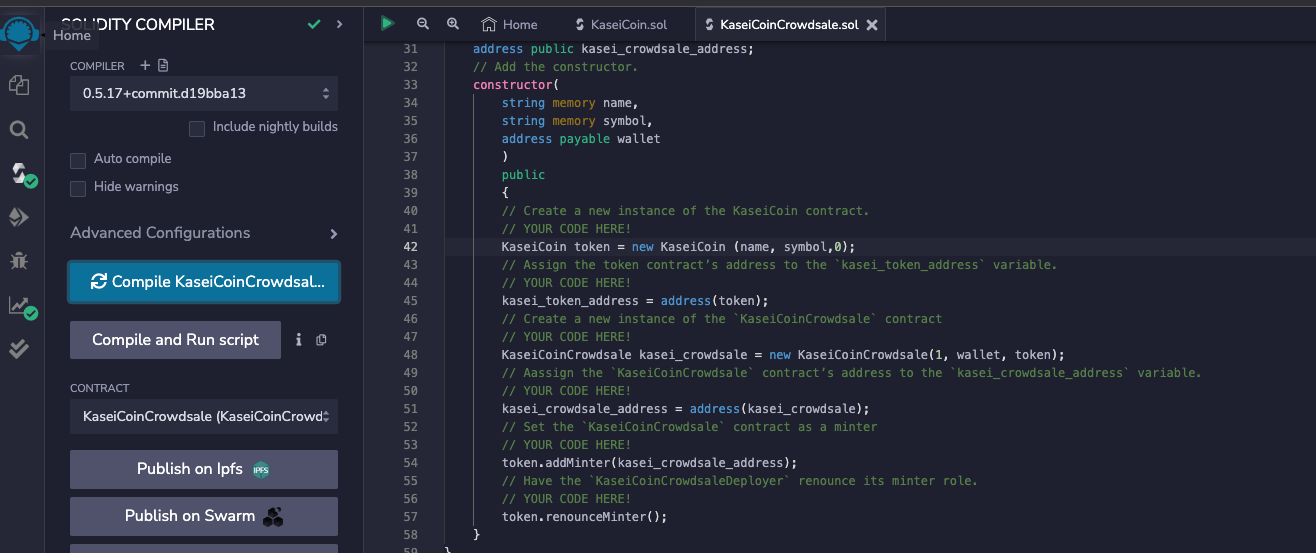 SOLIDITY COMPILER
Home
COMPILER
0.5.17+commit.d19bba13
Include nightly builds
Auto compile
Hide warnings
Advanced Configurations
Compile KaseiCoinCrowdsal...
Compile and Run script
CONTRACT
KaseiCoinCrowdsale (KaseiCoinCrowd
Publish on Ipfs
IPFS
Publish on Swarm
Home
KaseiCoin.sol
KaseiCoinCrowdsale.sol
31 address public kasei_crowdsale_address;
32 // Add the constructor.
33 constructor(
34 string memory name,
35 string memory symbol,
36 address payable wallet
37 )
38 public
39 {
40 // Create a new instance of the KaseiCoin contract.
41 // YOUR CODE HERE!
42 KaseiCoin token = new KaseiCoin (name, symbol,0);
43 // Assign the token contract’s address to the `kasei_token_address` variable.
44 // YOUR CODE HERE!
45 kasei_token_address = address(token);
46 // Create a new instance of the `KaseiCoinCrowdsale` contract
47 // YOUR CODE HERE!
48 KaseiCoinCrowdsale kasei_crowdsale = new KaseiCoinCrowdsale(1, wallet, token);
49 // Aassign the `KaseiCoinCrowdsale` contract’s address to the `kasei_crowdsale_address` variable.
50 // YOUR CODE HERE!
51 kasei_crowdsale_address = address(kasei_crowdsale);
52 // Set the `KaseiCoinCrowdsale` contract as a minter
53 // YOUR CODE HERE!
54 token.addMinter(kasei_crowdsale_address);
55 // Have the `KaseiCoinCrowdsaleDeployer` renounce its minter role.
56 // YOUR CODE HERE!
57 token.renounceMinter();
58 }
59 }